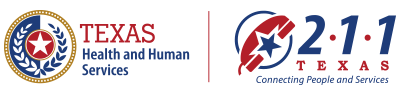 TEXAS
Health and Human
Services
2·1·1
TEXAS
Connecting People and Services